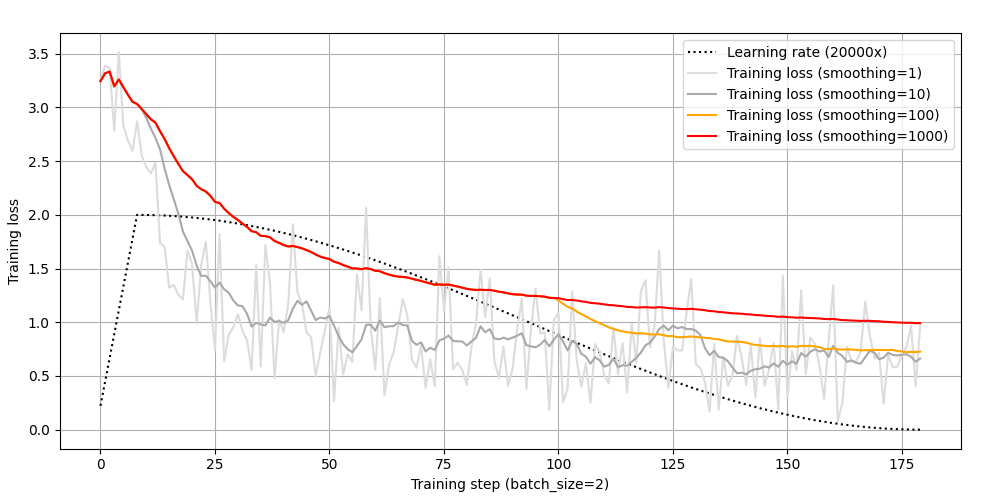 Learning rate (20000x)
Training loss (smoothing=1)
Training loss (smoothing=10)
Training loss (smoothing=100)
Training loss (smoothing=1000)
Training loss
3.5
3.0
2.5
2.0
1.5
1.0
0.5
0.0
0 25 50 75 100 125 150 175
Training step (batch_size=2)